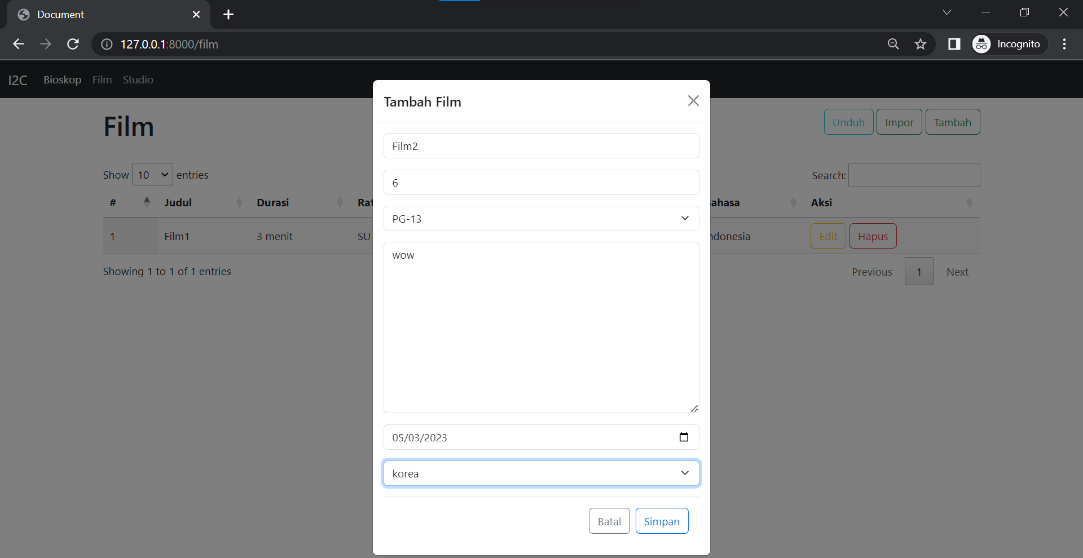 Document
127.0.0.1:8000/film
Incognito
I2C Bioskop Film Studio
Film
Unduh Impor Tambah
Show 10 entries
Search:
# Judul Durasi
Aksi
1 Film1 3 menit SU
Edit Hapus
Showing 1 to 1 of 1 entries
Previous 1 Next
Tambah Film
Film2
6
PG-13
wow
05/03/2023
korea
Batal Simpan